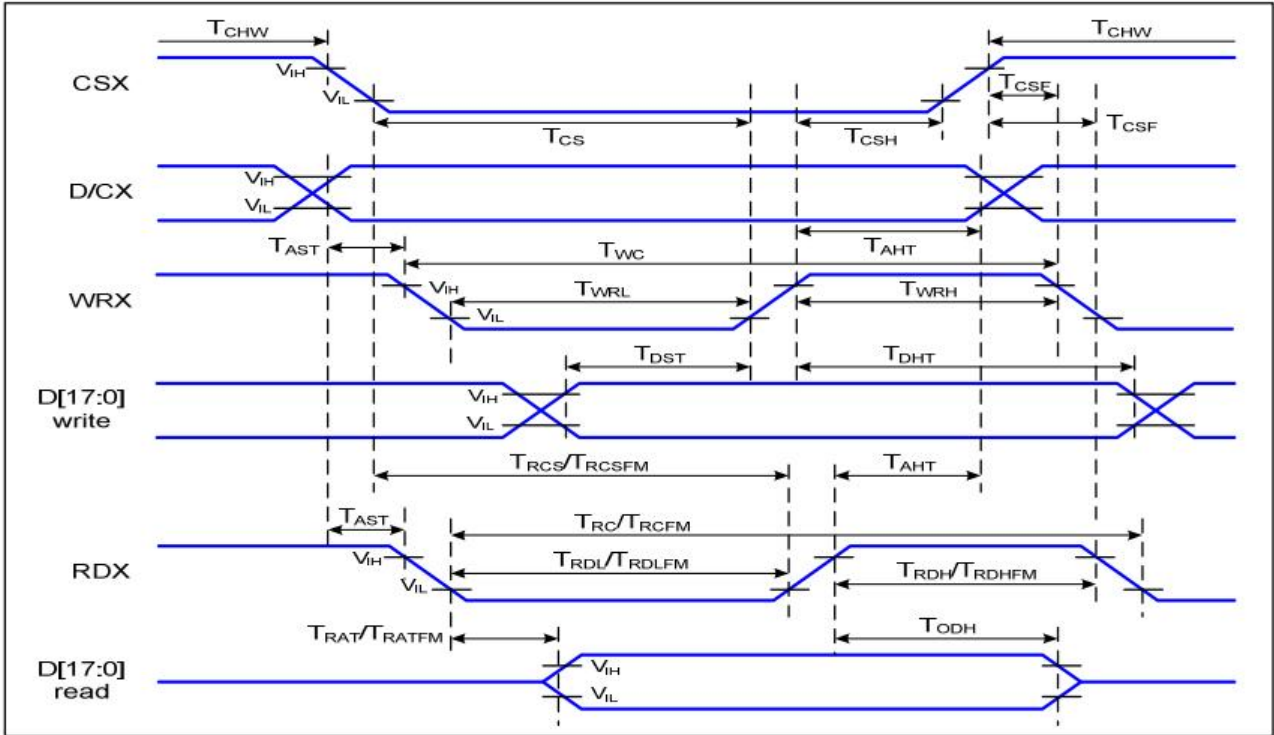 TCHW TCHW
CSX
VIH
VIL
TCSF
TCS TCSH TCSF
D/CX
VIH
VIL
TAST TWC TAHT
WRX
VIH TWRL TWRH
VIL
TDST TDHT
D[17:0]
write
VIH
VIL
TRCS/TRCSFM TAHT
TAST TRC/TRCFM
RDX
VIH TRDL/TRDLFM TRDH/TRDHFM
VIL
TRAT/TRATFM TODH
D[17:0]
read
VIH
VIL